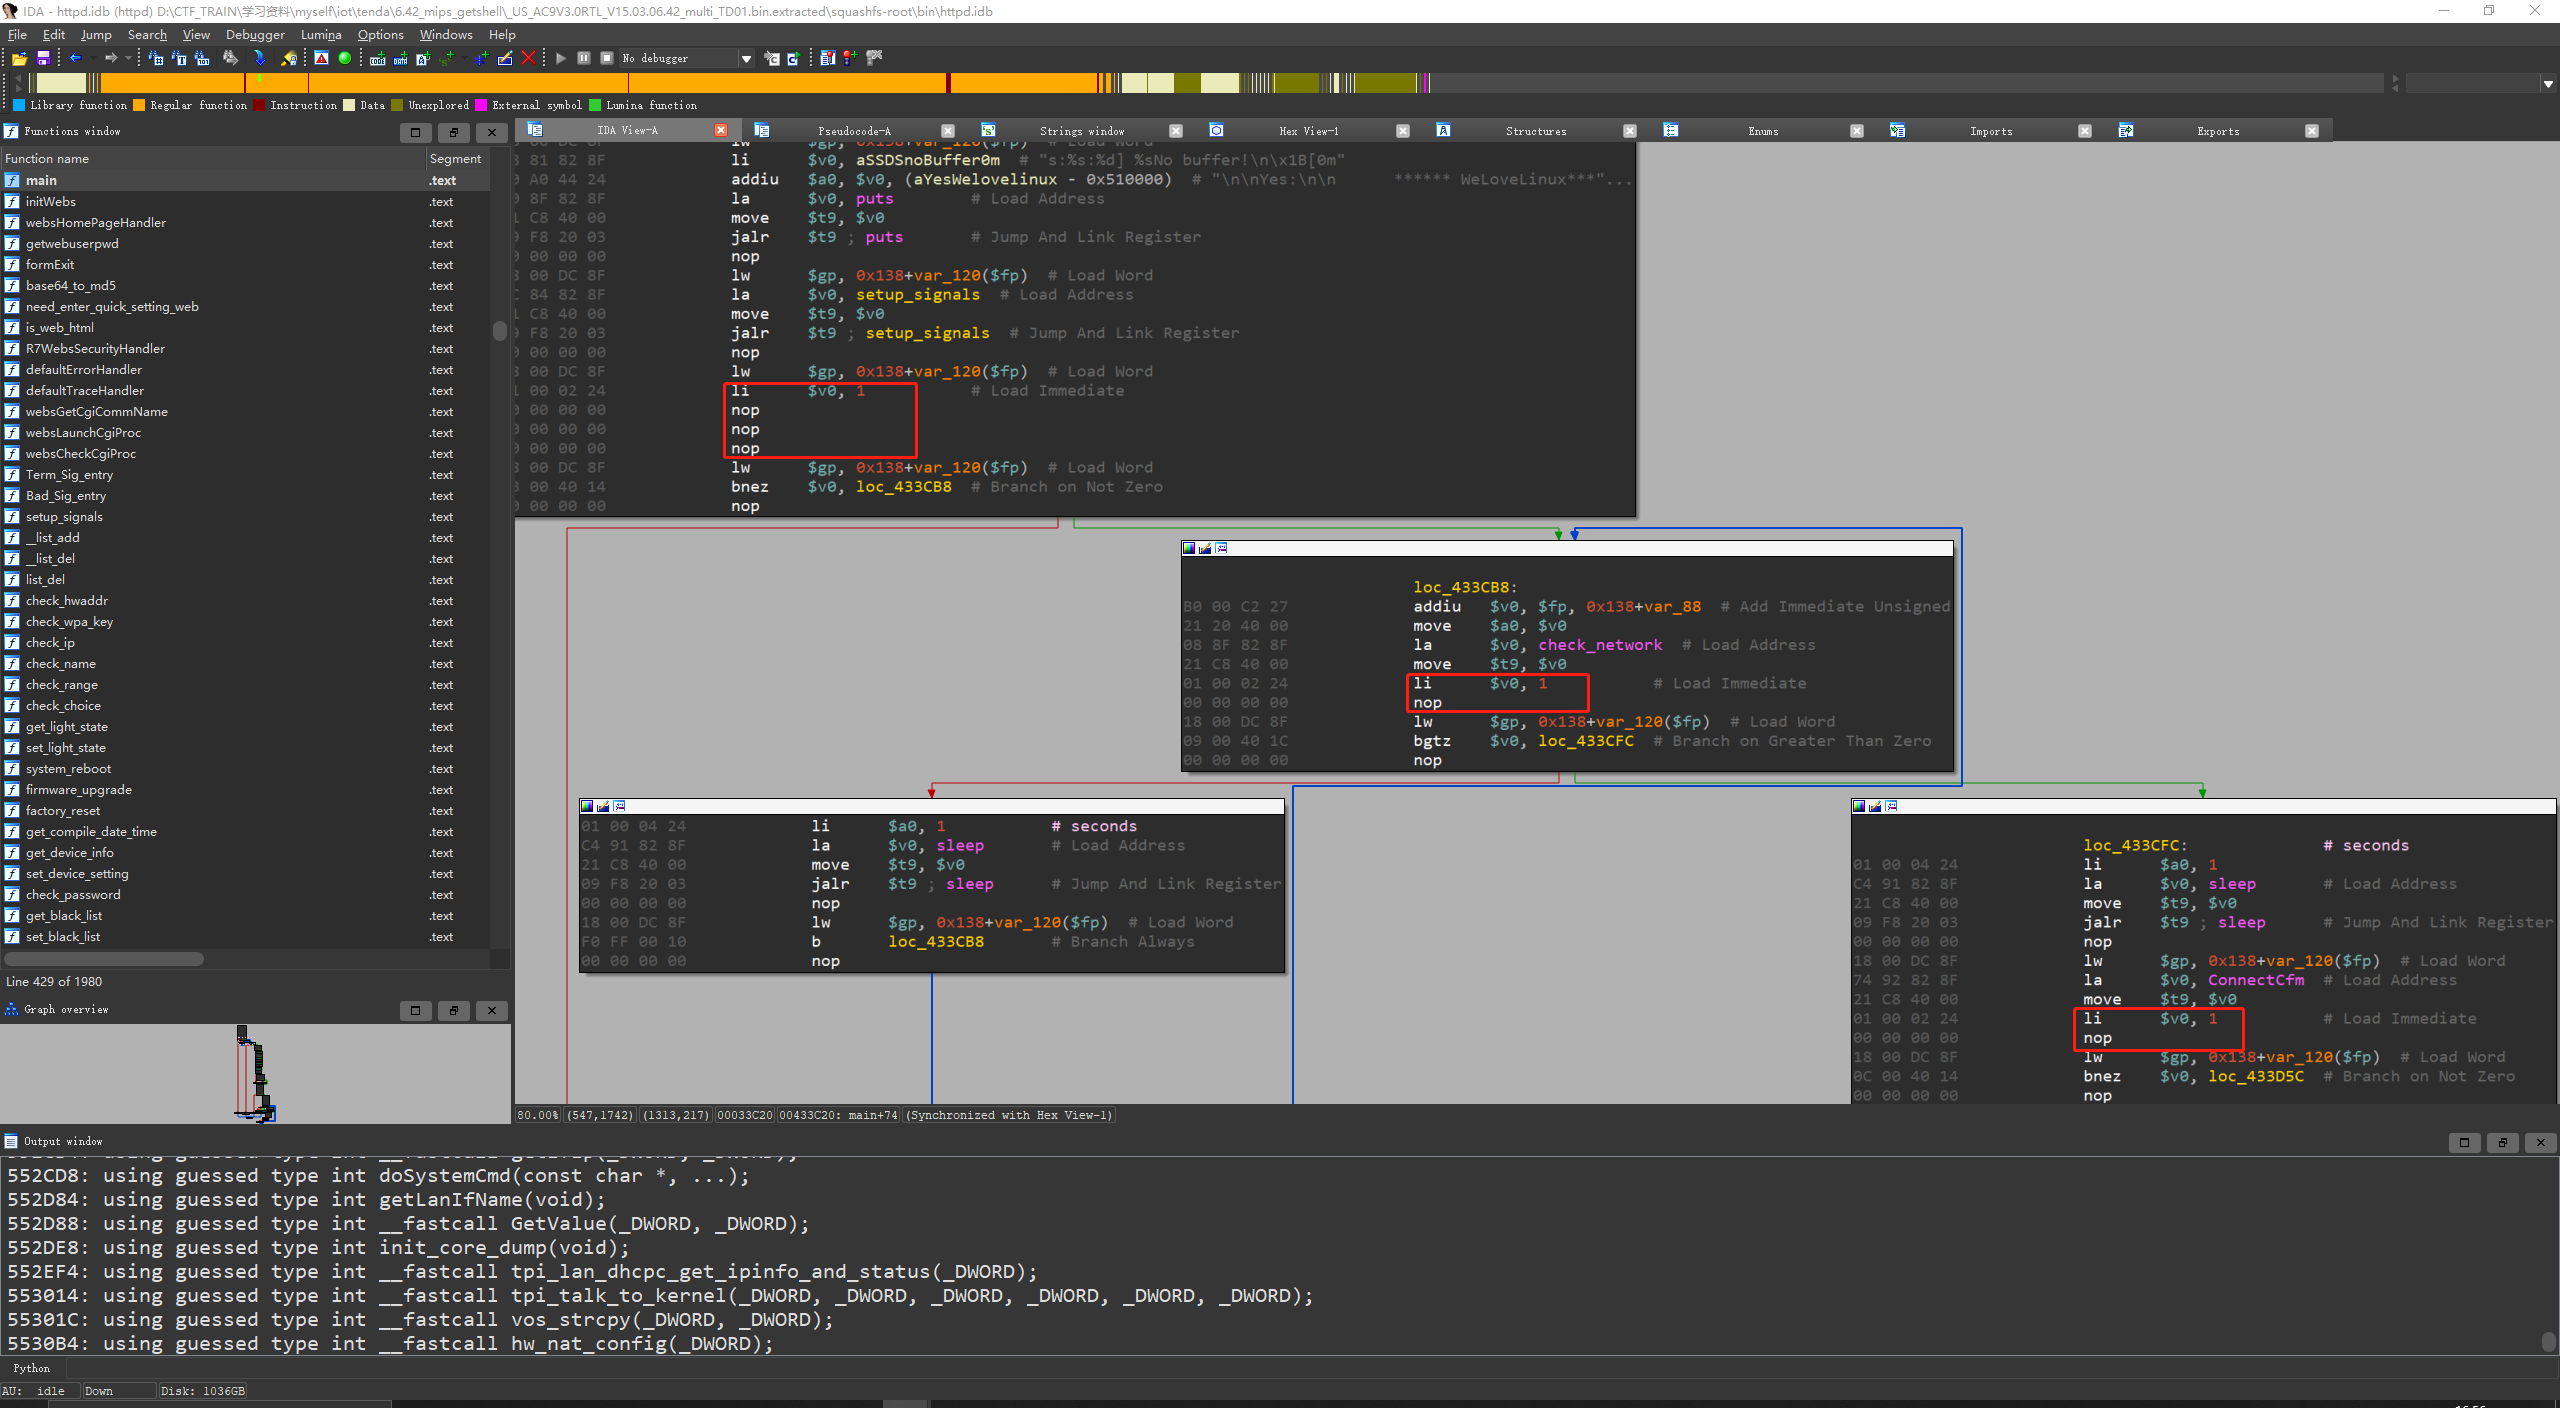 IDA - httpd.idb (httpd) D:\CTF_TRAIN\学习资料\myself\iot\tenda\6.42_mips_getshell\_US_AC9V3.0RTL_V15.03.06.42_multi_TD01.bin.extracted\squashfs-root\bin\httpd.idb
File Edit Jump Search View Debugger Lumina Options Windows Help
No debugger
Library function Regular function Instruction Data Unexplored External symbol Lumina function
Functions window
Function name Segment
main .text
initWebs .text
websHomePageHandler .text
getwebuserpwd .text
formExit .text
base64_to_md5 .text
need_enter_quick_setting_web .text
is_web_html .text
R7WebsSecurityHandler .text
defaultErrorHandler .text
defaultTraceHandler .text
websGetCgiCommName .text
websLaunchCgiProc .text
websCheckCgiProc .text
Term_Sig_entry .text
Bad_Sig_entry .text
setup_signals .text
__list_add .text
__list_del .text
list_del .text
check_hwaddr .text
check_wpa_key .text
check_ip .text
check_name .text
check_range .text
check_choice .text
get_light_state .text
set_light_state .text
system_reboot .text
firmware_upgrade .text
factory_reset .text
get_compile_date_time .text
get_device_info .text
set_device_setting .text
check_password .text
get_black_list .text
set_black_list .text
Line 429 of 1980
Graph overview
IDA View-A Pseudocode-A Strings window Hex View-1 Structures Enums Imports Exports
81 82 8F li $v0, aSSDSnoBuffer0m # "s:%s:%d] %sNo buffer!\n\x1B[0m"
A0 44 24 addiu $a0, $v0, (aYesWelovelinux - 0x510000) # "\n\nYes:\n\n ****** WeLoveLinux***"...
8F 82 8F la $v0, puts # Load Address
C8 40 00 move $t9, $v0
F8 20 03 jalr $t9 ; puts # Jump And Link Register
00 00 00 nop
00 DC 8F lw $gp, 0x138+var_120($fp) # Load Word
84 82 8F la $v0, setup_signals # Load Address
C8 40 00 move $t9, $v0
F8 20 03 jalr $t9 ; setup_signals # Jump And Link Register
00 00 00 nop
00 DC 8F lw $gp, 0x138+var_120($fp) # Load Word
00 02 24 li $v0, 1 # Load Immediate
00 00 00 nop
00 00 00 nop
00 00 00 nop
00 DC 8F lw $gp, 0x138+var_120($fp) # Load Word
00 40 14 bnez $v0, loc_433CB8 # Branch on Not Zero
00 00 00 nop
loc_433CB8:
B0 00 C2 27 addiu $v0, $fp, 0x138+var_88 # Add Immediate Unsigned
21 20 40 00 move $a0, $v0
08 8F 82 8F la $v0, check_network # Load Address
21 C8 40 00 move $t9, $v0
01 00 02 24 li $v0, 1 # Load Immediate
00 00 00 00 nop
18 00 DC 8F lw $gp, 0x138+var_120($fp) # Load Word
09 00 40 1C bgtz $v0, loc_433CFC # Branch on Greater Than Zero
00 00 00 00 nop
01 00 04 24 li $a0, 1 # seconds
C4 91 82 8F la $v0, sleep # Load Address
21 C8 40 00 move $t9, $v0
09 F8 20 03 jalr $t9 ; sleep # Jump And Link Register
00 00 00 00 nop
18 00 DC 8F lw $gp, 0x138+var_120($fp) # Load Word
F0 FF 00 10 b loc_433CB8 # Branch Always
00 00 00 00 nop
loc_433CFC: # seconds
01 00 04 24 li $a0, 1
C4 91 82 8F la $v0, sleep # Load Address
21 C8 40 00 move $t9, $v0
09 F8 20 03 jalr $t9 ; sleep # Jump And Link Register
00 00 00 00 nop
18 00 DC 8F lw $gp, 0x138+var_120($fp) # Load Word
74 92 82 8F la $v0, ConnectCfm # Load Address
21 C8 40 00 move $t9, $v0
01 00 02 24 li $v0, 1 # Load Immediate
00 00 00 00 nop
18 00 DC 8F lw $gp, 0x138+var_120($fp) # Load Word
0C 00 40 14 bnez $v0, loc_433D5C # Branch on Not Zero
00 00 00 00 nop
80.00% (547,1742) (1313,217) 00033C20 00433C20: main+74 (Synchronized with Hex View-1)
Output window
552CD8: using guessed type int doSystemCmd(const char *, ...);
552D84: using guessed type int getLanIfName(void);
552D88: using guessed type int __fastcall GetValue(_DWORD, _DWORD);
552DE8: using guessed type int init_core_dump(void);
552EF4: using guessed type int __fastcall tpi_lan_dhcpc_get_ipinfo_and_status(_DWORD);
553014: using guessed type int __fastcall tpi_talk_to_kernel(_DWORD, _DWORD, _DWORD, _DWORD, _DWORD, _DWORD);
55301C: using guessed type int __fastcall vos_strcpy(_DWORD, _DWORD);
5530B4: using guessed type int __fastcall hw_nat_config(_DWORD);
Python
AU: idle Down Disk: 1036GB